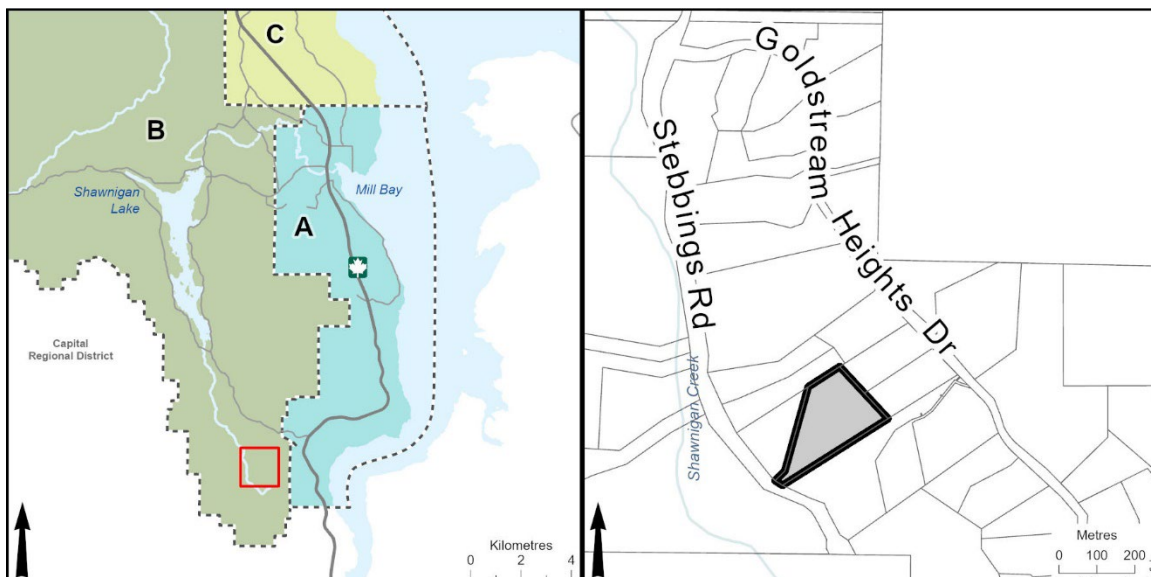 C
B
Shawnigan
Lake
Mill Bay
A
Capital
Regional District
Kilometres
0 2 4
Goldstream Heights Dr
Stebbings Rd
Shawnigan Creek
Metres
0 100 200